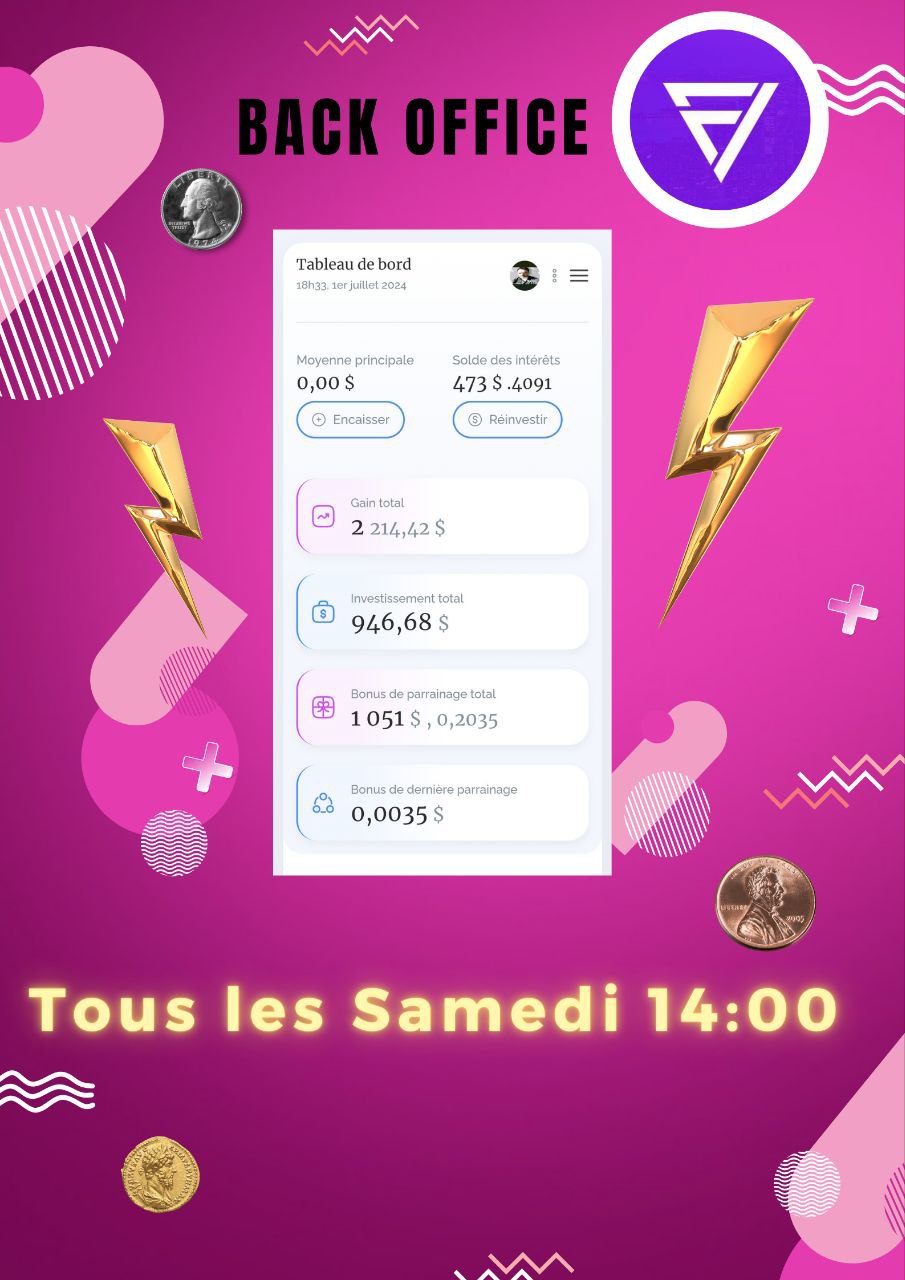 BACK OFFICE
LIBERTY
Tableau de bord
18h33, 1er juillet 2024
Moyenne principale
0,00 $
Encaisser
Solde des intérêts
473 $ .4091
Réinvestir
Gain total
2 214,42 $
Investissement total
946,68 $
Bonus de parrainage total
1 051 $ , 0,2035
Bonus de dernière parrainage
0,0035 $
LIBERTY
2005
Tous les Samedi 14:00